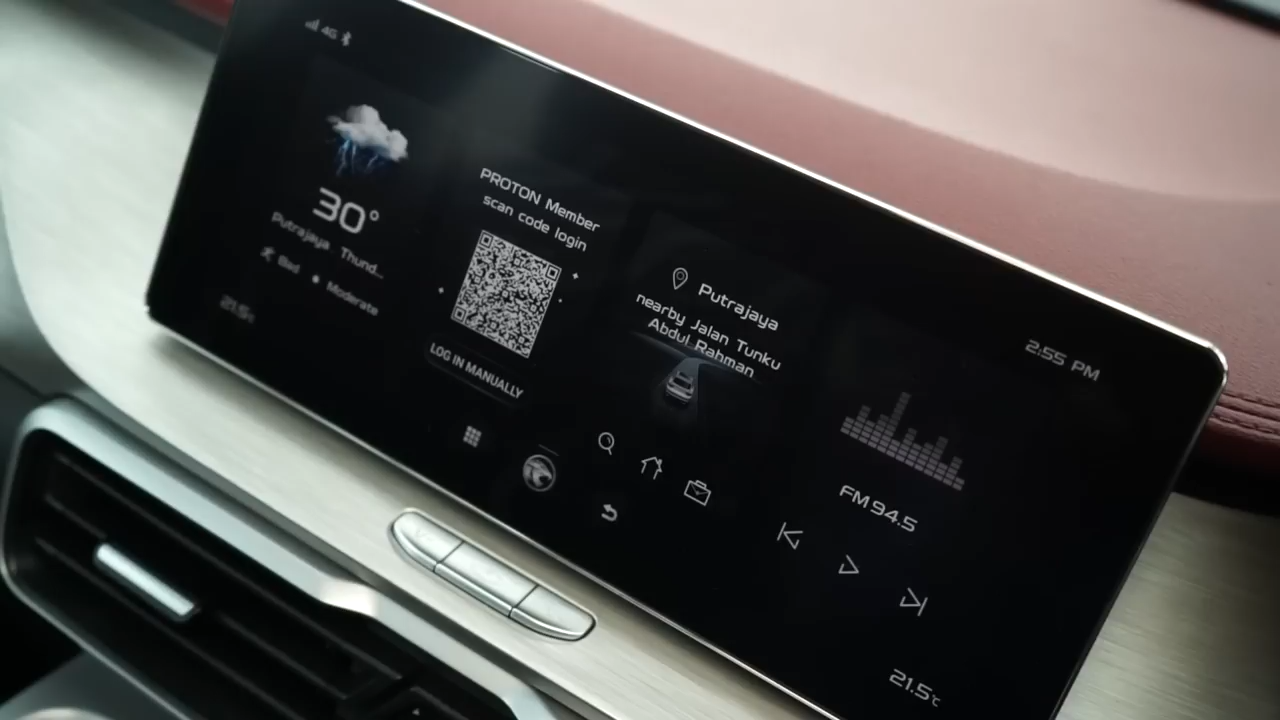 4G
30°
Putrajaya Thund...
Bad Moderate
21.5℃
PROTON Member
scan code login
LOG IN MANUALLY
Putrajaya
nearby Jalan Tunku
Abdul Rahman
2:55 PM
FM 94.5
21.5℃